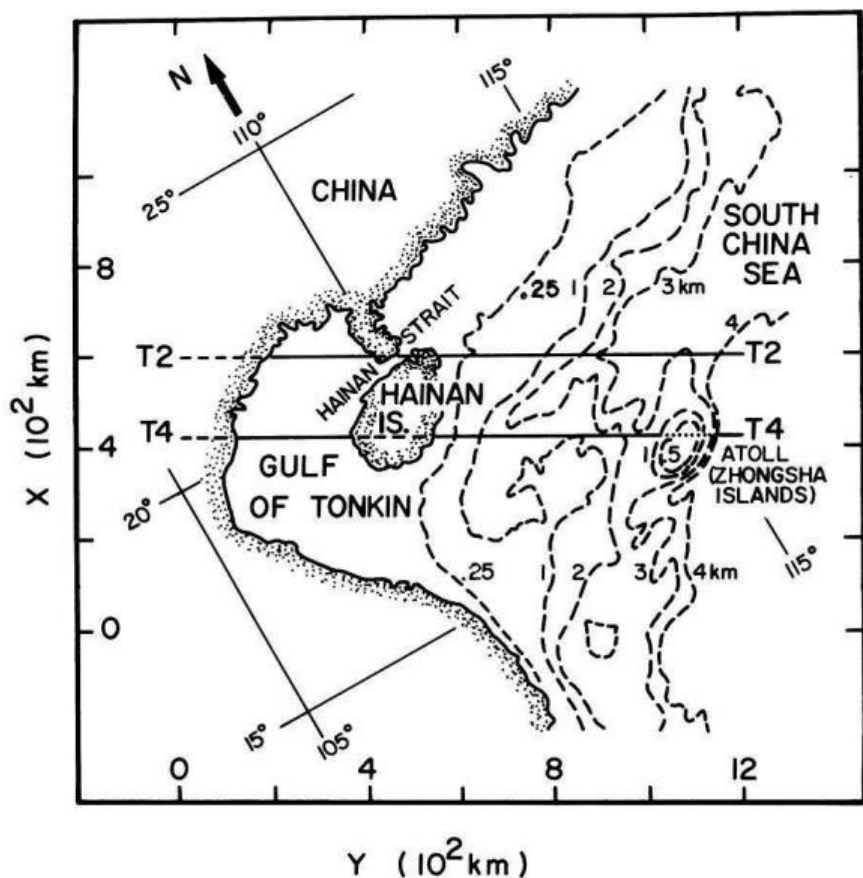 N
110°
115°
25°
CHINA
SOUTH
CHINA
SEA
8
.25
1
2
3 km
4
T2
T2
HAINAN STRAIT
HAINAN
IS.
T4
T4
4
GULF
OF TONKIN
1
.5
ATOLL
(ZHONGSHA
ISLANDS)
20°
115°
.25
1
2
3
4 km
0
15°
105°
0
4
8
12
X (10² km)
Y (10² km)